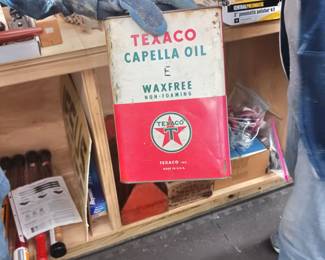 TEXACO
CAPELLA OIL
E
WAXFREE
NON-FOAMING
TEXACO
T
TEXACO INC.
MADE IN U.S.A.